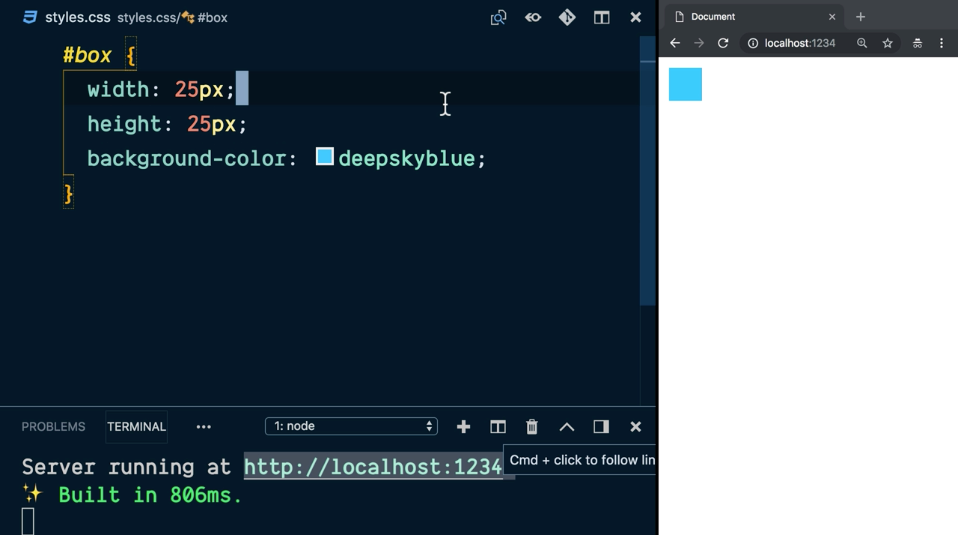 styles.css styles.css/#box
#box {
width: 25px;
height: 25px;
background-color: deepskyblue;
}
PROBLEMS TERMINAL ... 1: node
Server running at http://localhost:1234
Cmd + click to follow lin
✨ Built in 806ms.
Document
localhost:1234